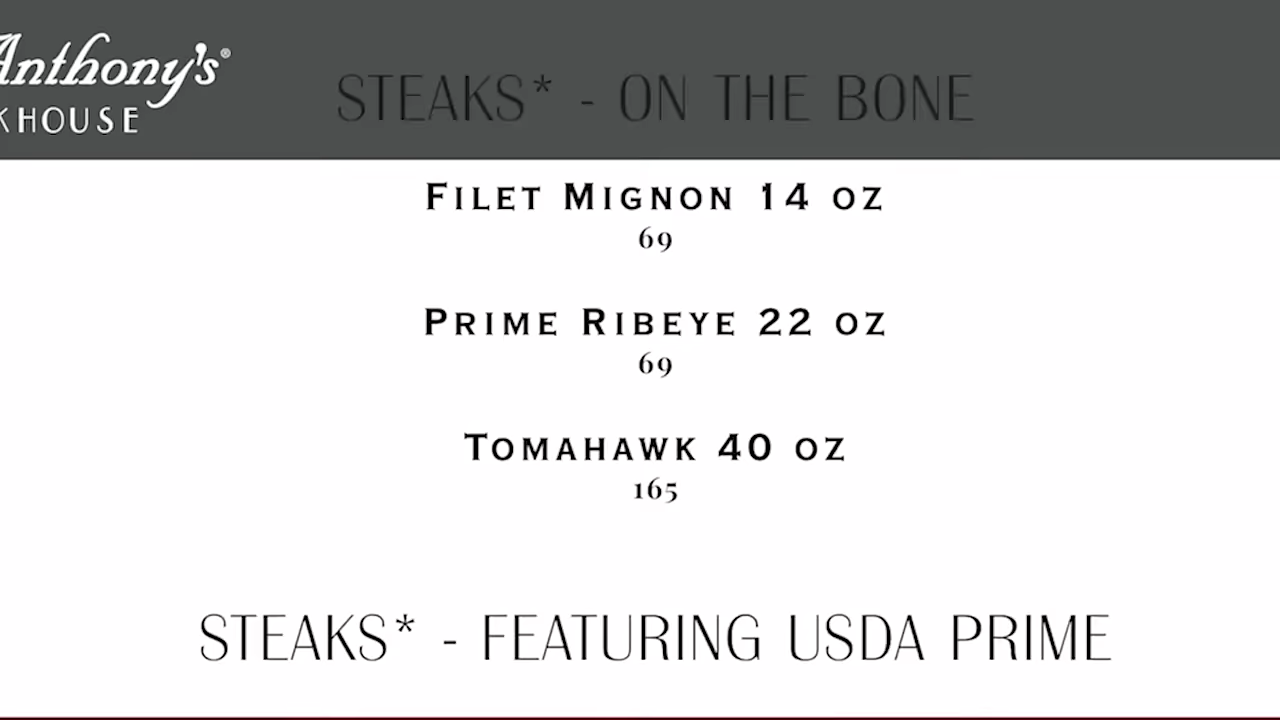 Anthony's®
KHOUSE
STEAKS* - ON THE BONE
FILET MIGNON 14 OZ
69
PRIME RIBEYE 22 OZ
69
TOMAHAWK 40 OZ
165
STEAKS* - FEATURING USDA PRIME